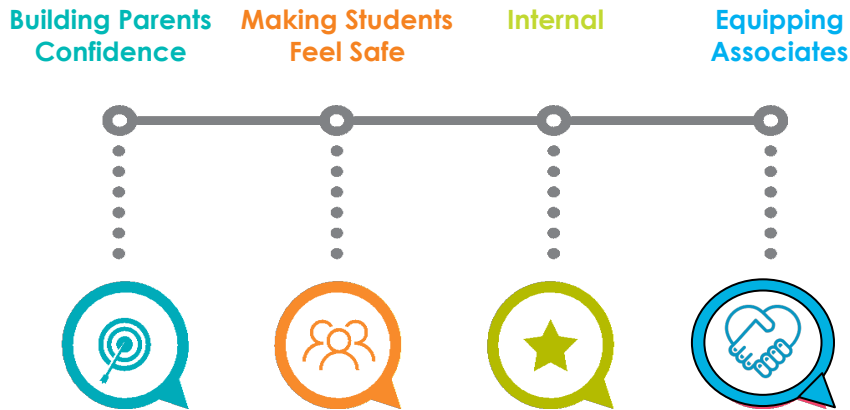 Building Parents
Confidence
Making Students
Feel Safe
Internal
Equipping
Associates